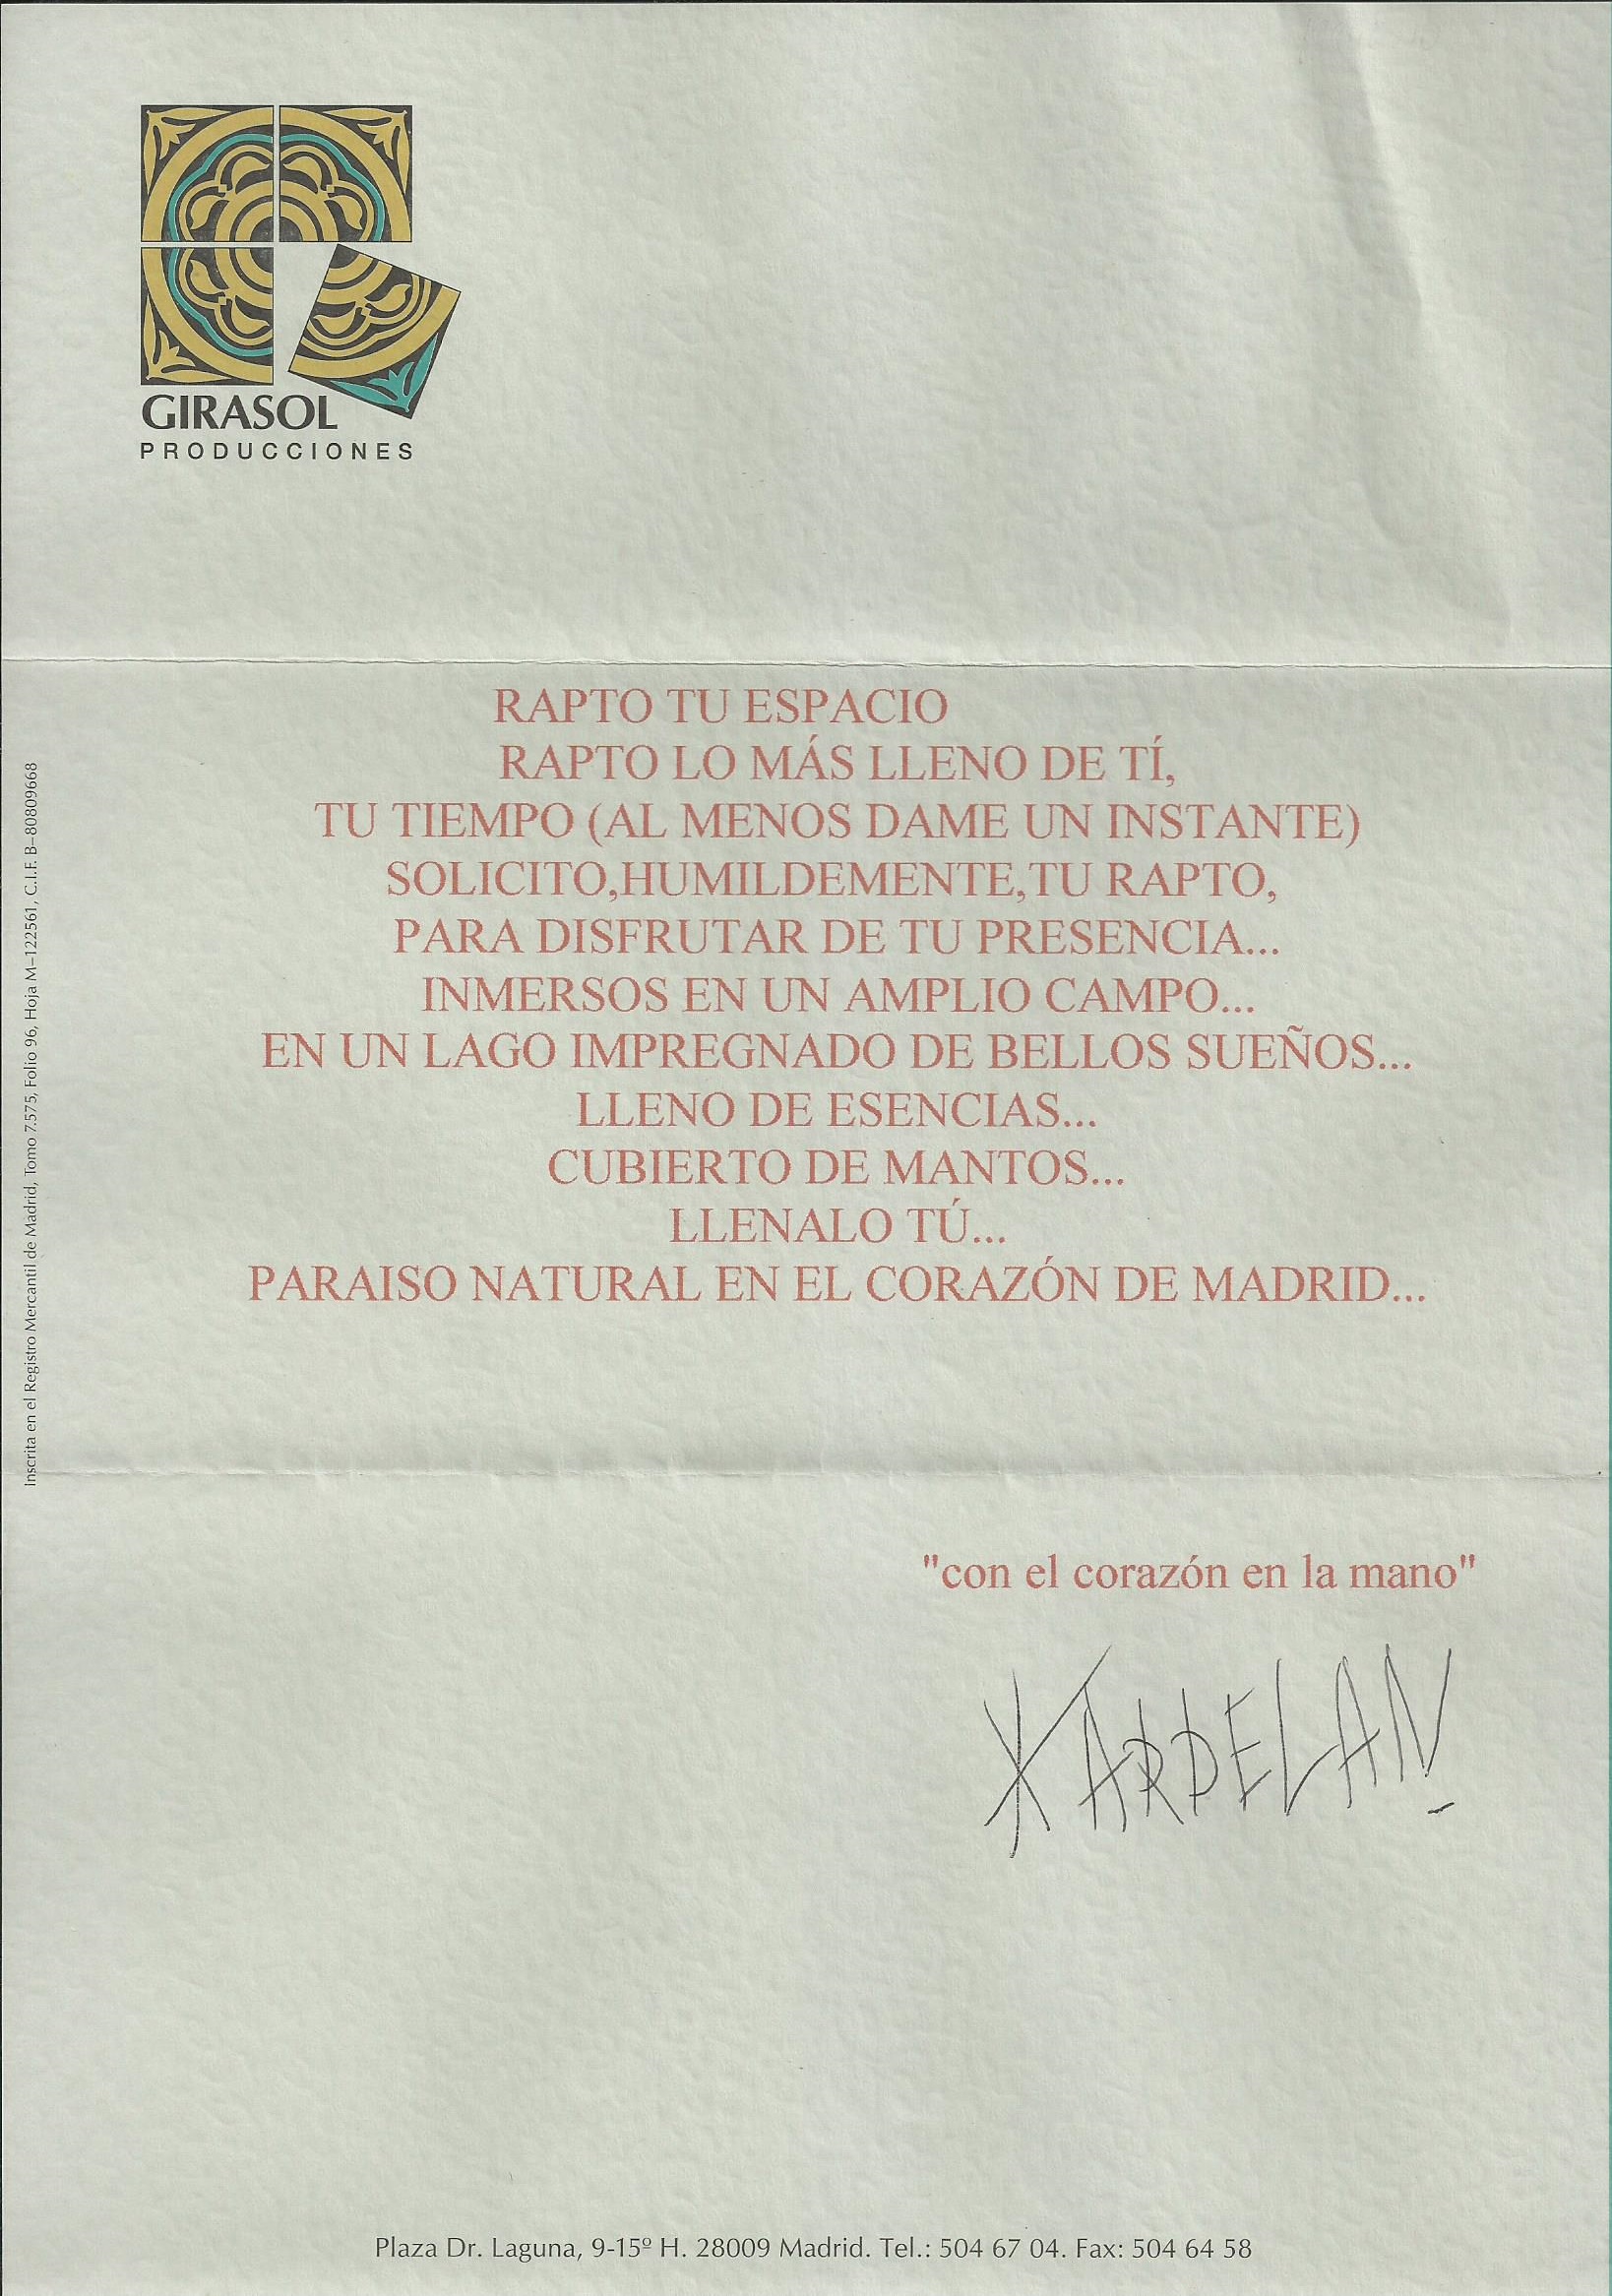 GIRASOL
PRODUCCIONES
RAPTO TU ESPACIO
RAPTO LO MÁS LLENO DE TÍ,
TU TIEMPO (AL MENOS DAME UN INSTANTE)
SOLICITO,HUMILDEMENTE,TU RAPTO,
PARA DISFRUTAR DE TU PRESENCIA...
INMERSOS EN UN AMPLIO CAMPO...
EN UN LAGO IMPREGNADO DE BELLOS SUEÑOS...
LLENO DE ESENCIAS...
CUBIERTO DE MANTOS...
LLENALO TÚ...
PARAISO NATURAL EN EL CORAZÓN DE MADRID...
"con el corazón en la mano"
KARDELAN
Inscrita en el Registro Mercantil de Madrid, Tomo 7.575, Folio 96, Hoja M-122561, C.I.F. B-80809668
Plaza Dr. Laguna, 9-15º H. 28009 Madrid. Tel.: 504 67 04. Fax: 504 64 58